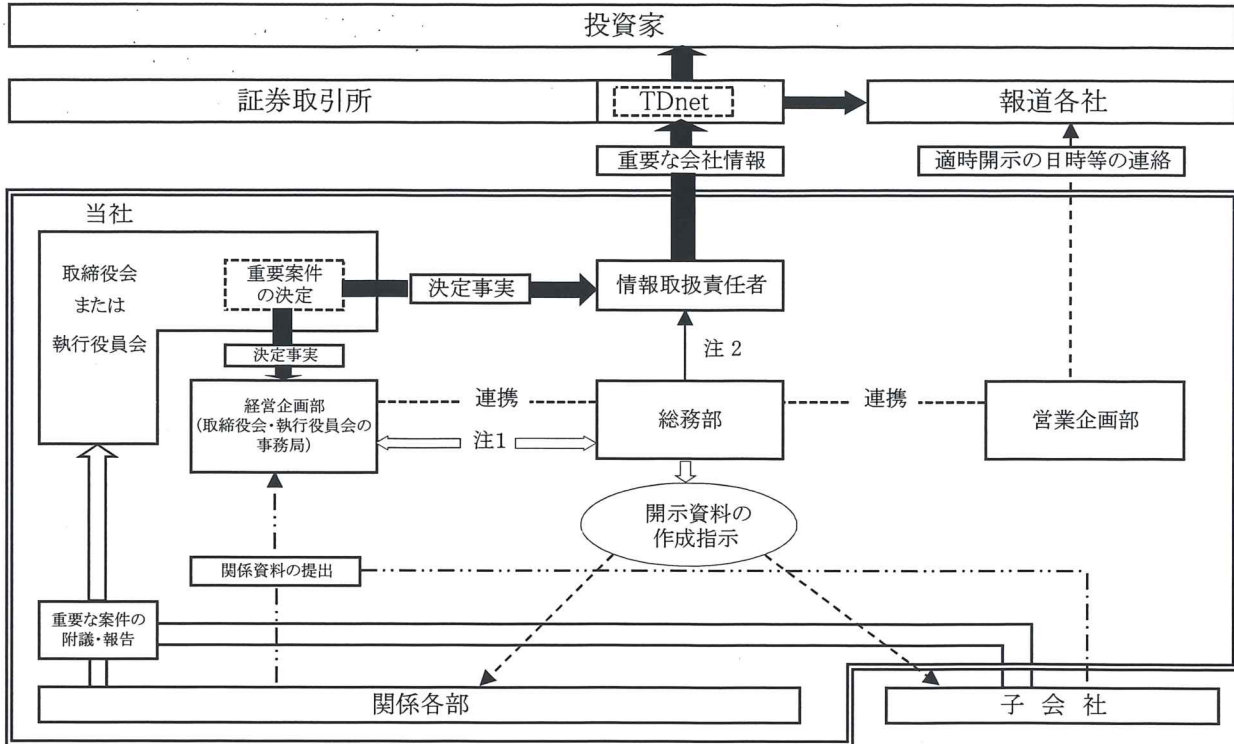 投資家
証券取引所
TDnet
報道各社
重要な会社情報
適時開示の日時等の連絡
当社
取締役会
または
執行役員会
重要案件
の決定
決定事実
情報取扱責任者
決定事実
注2
経営企画部
(取締役会・執行役員会の
事務局)
連携
総務部
連携
営業企画部
注1
開示資料の
作成指示
関係資料の提出
重要な案件の
附議・報告
関係各部
子会社